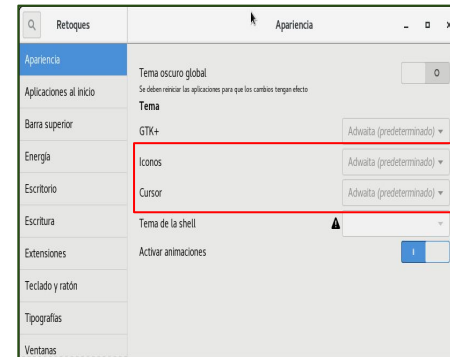 Retoques
Apariencia
Apariencia
Aplicaciones al inicio
Barra superior
Energía
Escritorio
Escritura
Extensiones
Teclado y ratón
Tipografías
Ventanas
Tema oscuro global
Se deben reiniciar las aplicaciones para que los cambios tengan efecto
Tema
GTK+ Adwaita (predeterminado)
Iconos Adwaita (predeterminado)
Cursor Adwaita (predeterminado)
Tema de la shell
Activar animaciones